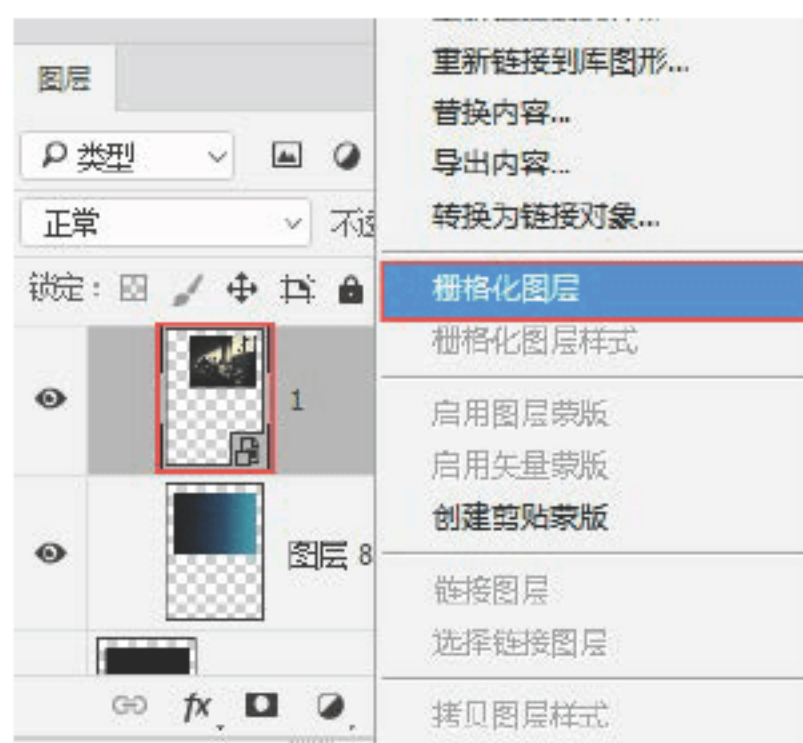 图层
类型
正常
不透
锁定：
1
图层 8
fx
重新链接到库图形...
替换内容...
导出内容...
转换为链接对象...
栅格化图层
栅格化图层样式
启用图层蒙版
启用矢量蒙版
创建剪贴蒙版
链接图层
选择链接图层
拷贝图层样式